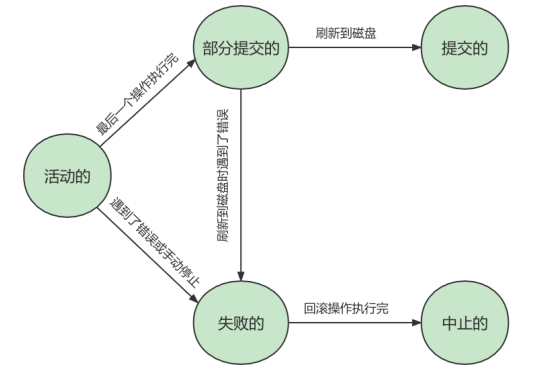 部分提交的
刷新到磁盘
提交的
最后一个操作执行完
刷新到磁盘时遇到了错误
活动的
遇到了错误或手动停止
失败的
回滚操作执行完
中止的